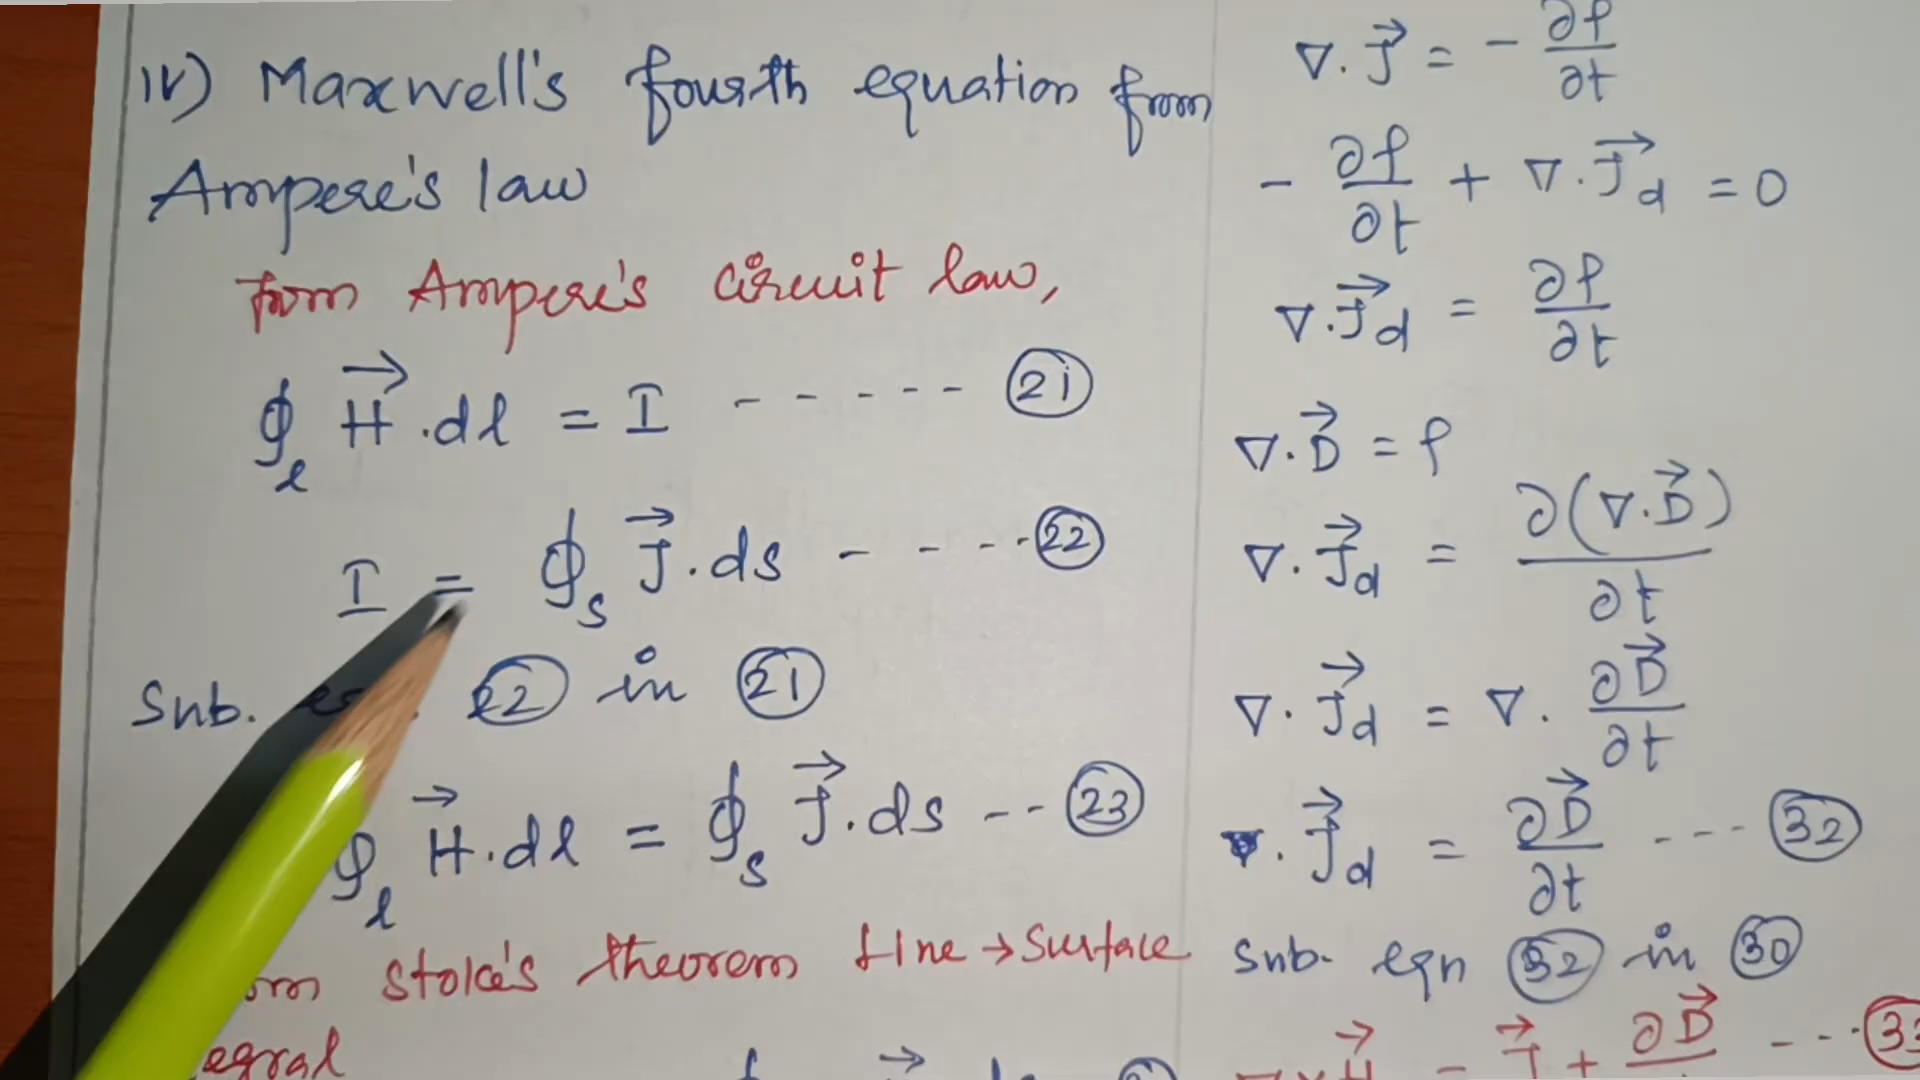 iv) Maxwell's fourth equation from
Ampere's law
from Ampere's circuit law,
∮l H⃗ .dl = I ------ (21)
I = ∮s J⃗ .ds - - - -- (22)
Sub. (22) in (21)
∮l H⃗ .dl = ∮s J⃗ .ds --- (23)
stoke's theorem line → Surface
∇. J⃗ = - ∂ρ/∂t
- ∂ρ/∂t + ∇. J⃗d = 0
∇. J⃗d = ∂ρ/∂t
∇. D⃗ = ρ
∇. J⃗d = ∂(∇. D⃗)/∂t
∇. J⃗d = ∇. ∂D⃗/∂t
. J⃗d = ∂D⃗/∂t ---- (32)
Sub. eqn (32) in (30)